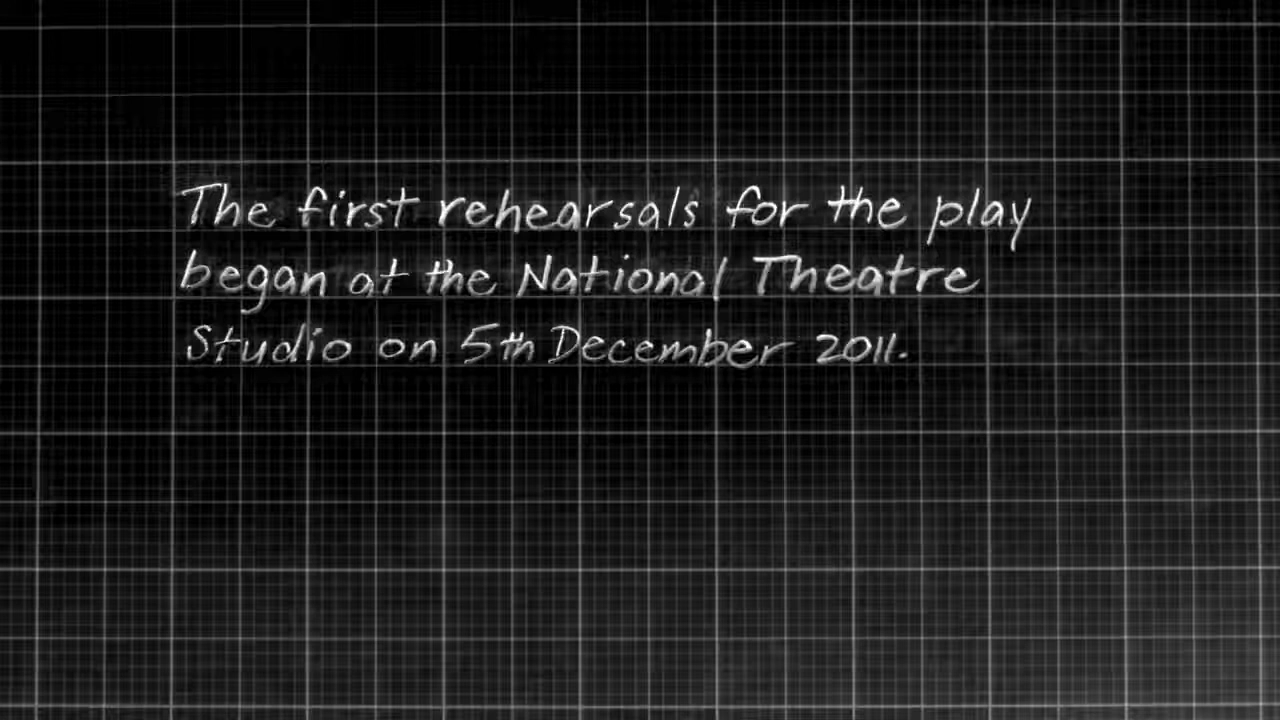 The first rehearsals for the play
began at the National Theatre
Studio on 5th December 2011.